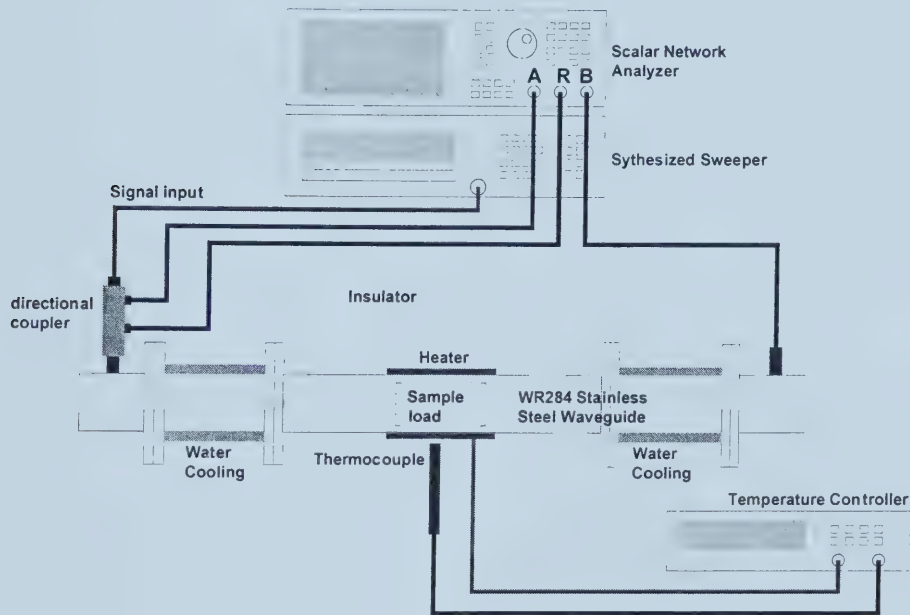 Scalar Network
Analyzer
A R B
Sythesized Sweeper
Signal input
directional
coupler
Insulator
Heater
Sample
load
WR284 Stainless
Steel Waveguide
Water
Cooling
Thermocouple
Water
Cooling
Temperature Controller